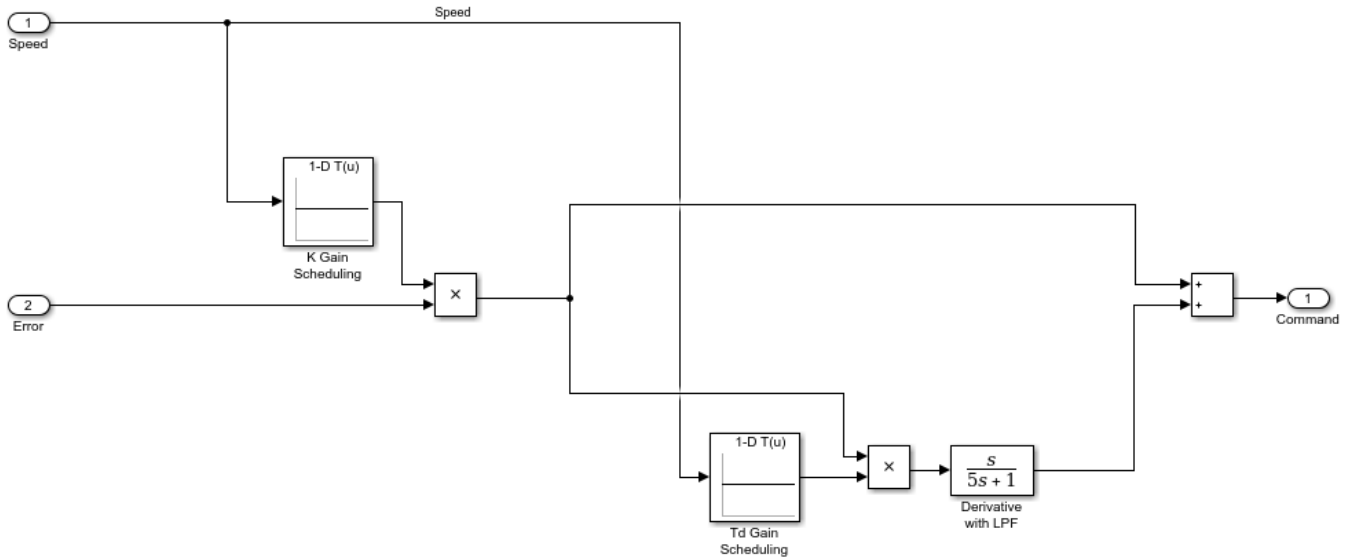 Speed
1
Speed
1-D T(u)
K Gain
Scheduling
×
2
Error
+
+
1
Command
1-D T(u)
Td Gain
Scheduling
×
s
5s + 1
Derivative
with LPF